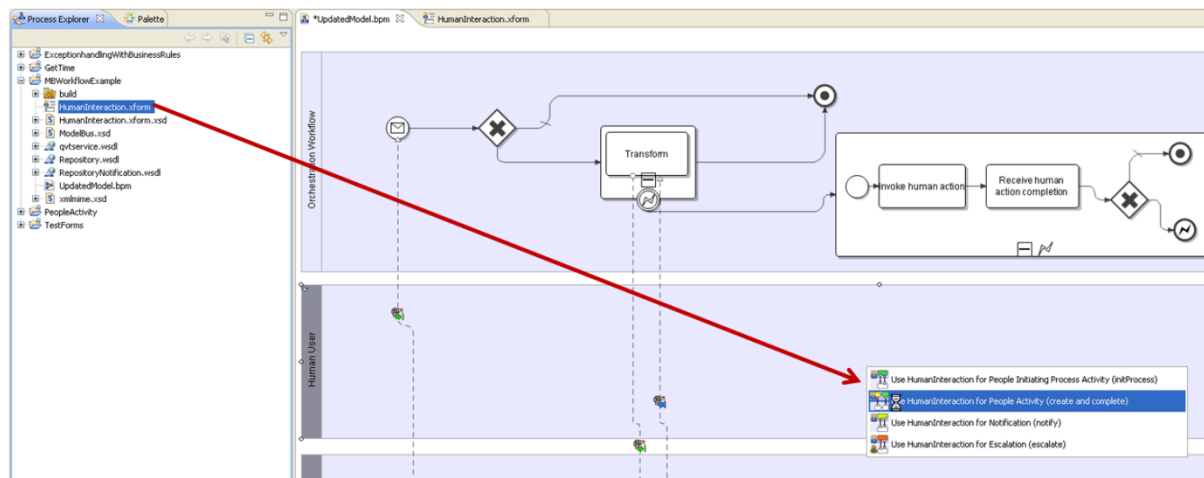 Process Explorer
Palette
*UpdatedModel.bpm
HumanInteraction.xform
ExceptionhandlingWithBusinessRules
GetTime
MBWorkflowExample
build
HumanInteraction.xform
HumanInteraction.xform.xsd
ModelBus.xsd
qvtservice.wsdl
Repository.wsdl
RepositoryNotification.wsdl
UpdatedModel.bpm
xmlmime.xsd
PeopleActivity
TestForms
Orchestration Workflow
Transform
Invoke human action
Receive human
action completion
Human User
Use HumanInteraction for People Initiating Process Activity (initProcess)
Use HumanInteraction for People Activity (create and complete)
Use HumanInteraction for Notification (notify)
Use HumanInteraction for Escalation (escalate)